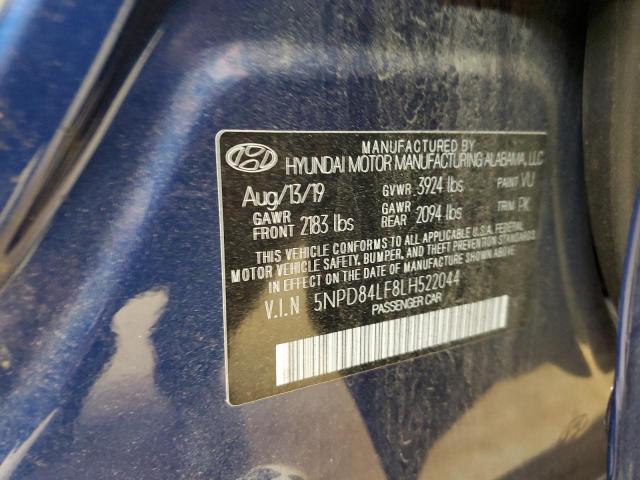 MANUFACTURED BY
HYUNDAI MOTOR MANUFACTURING ALABAMA, LLC
Aug/13/19 GVWR 3924 lbs PAINT VU
GAWR FRONT 2183 lbs GAWR REAR 2094 lbs TRIM PK
THIS VEHICLE CONFORMS TO ALL APPLICABLE U.S.A. FEDERAL
MOTOR VEHICLE SAFETY, BUMPER, AND THEFT PREVENTION STANDARDS
IN EFFECT ON THE DATE OF MANUFACTURE SHOWN ABOVE.
V.I.N 5NPD84LF8LH522044
PASSENGER CAR